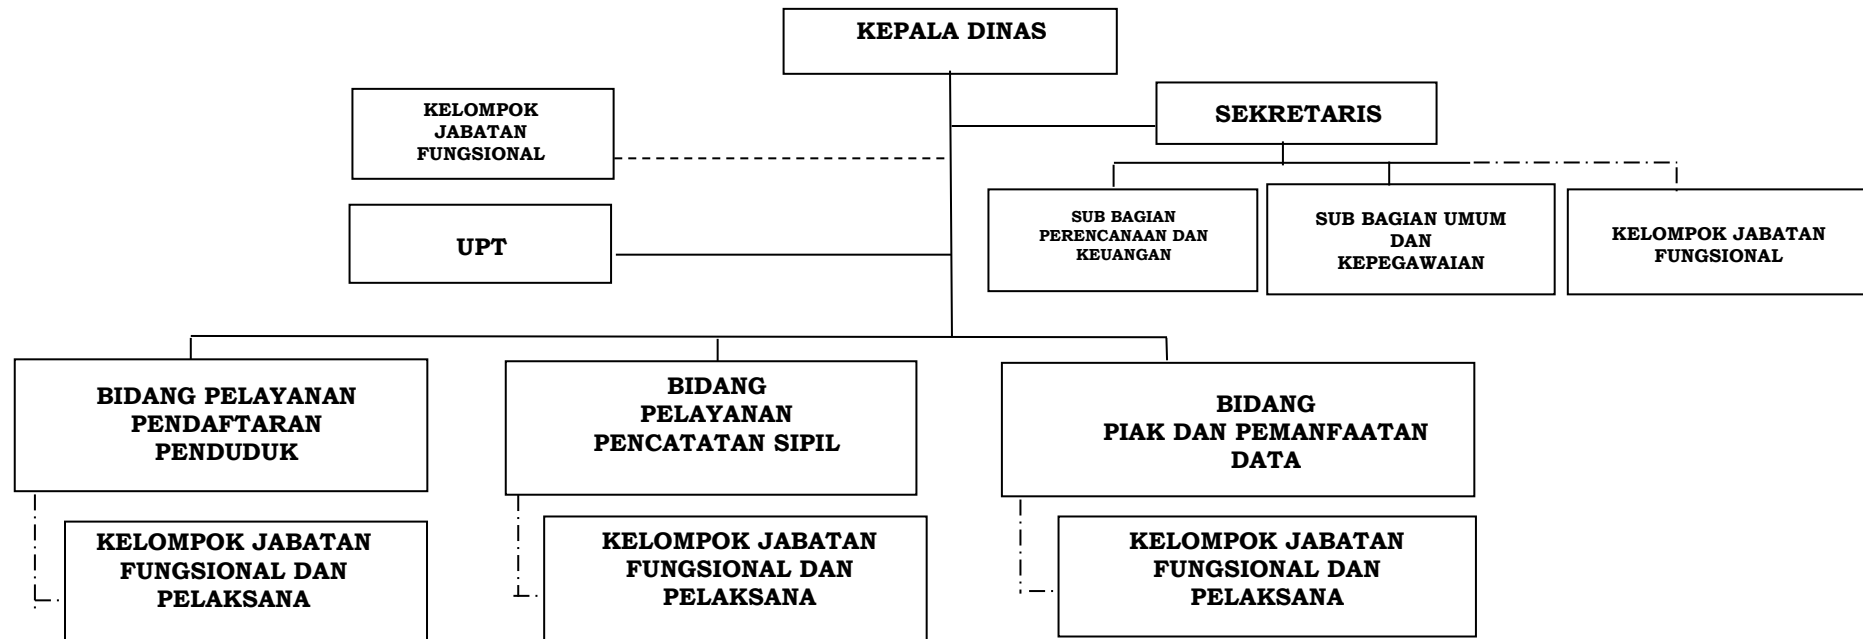 KEPALA DINAS
KELOMPOK
JABATAN
FUNGSIONAL
SEKRETARIS
UPT
SUB BAGIAN
PERENCANAAN DAN
KEUANGAN
SUB BAGIAN UMUM
DAN
KEPEGAWAIAN
KELOMPOK JABATAN
FUNGSIONAL
BIDANG PELAYANAN
PENDAFTARAN
PENDUDUK
BIDANG
PELAYANAN
PENCATATAN SIPIL
BIDANG
PIAK DAN PEMANFAATAN
DATA
KELOMPOK JABATAN
FUNGSIONAL DAN
PELAKSANA
KELOMPOK JABATAN
FUNGSIONAL DAN
PELAKSANA
KELOMPOK JABATAN
FUNGSIONAL DAN
PELAKSANA